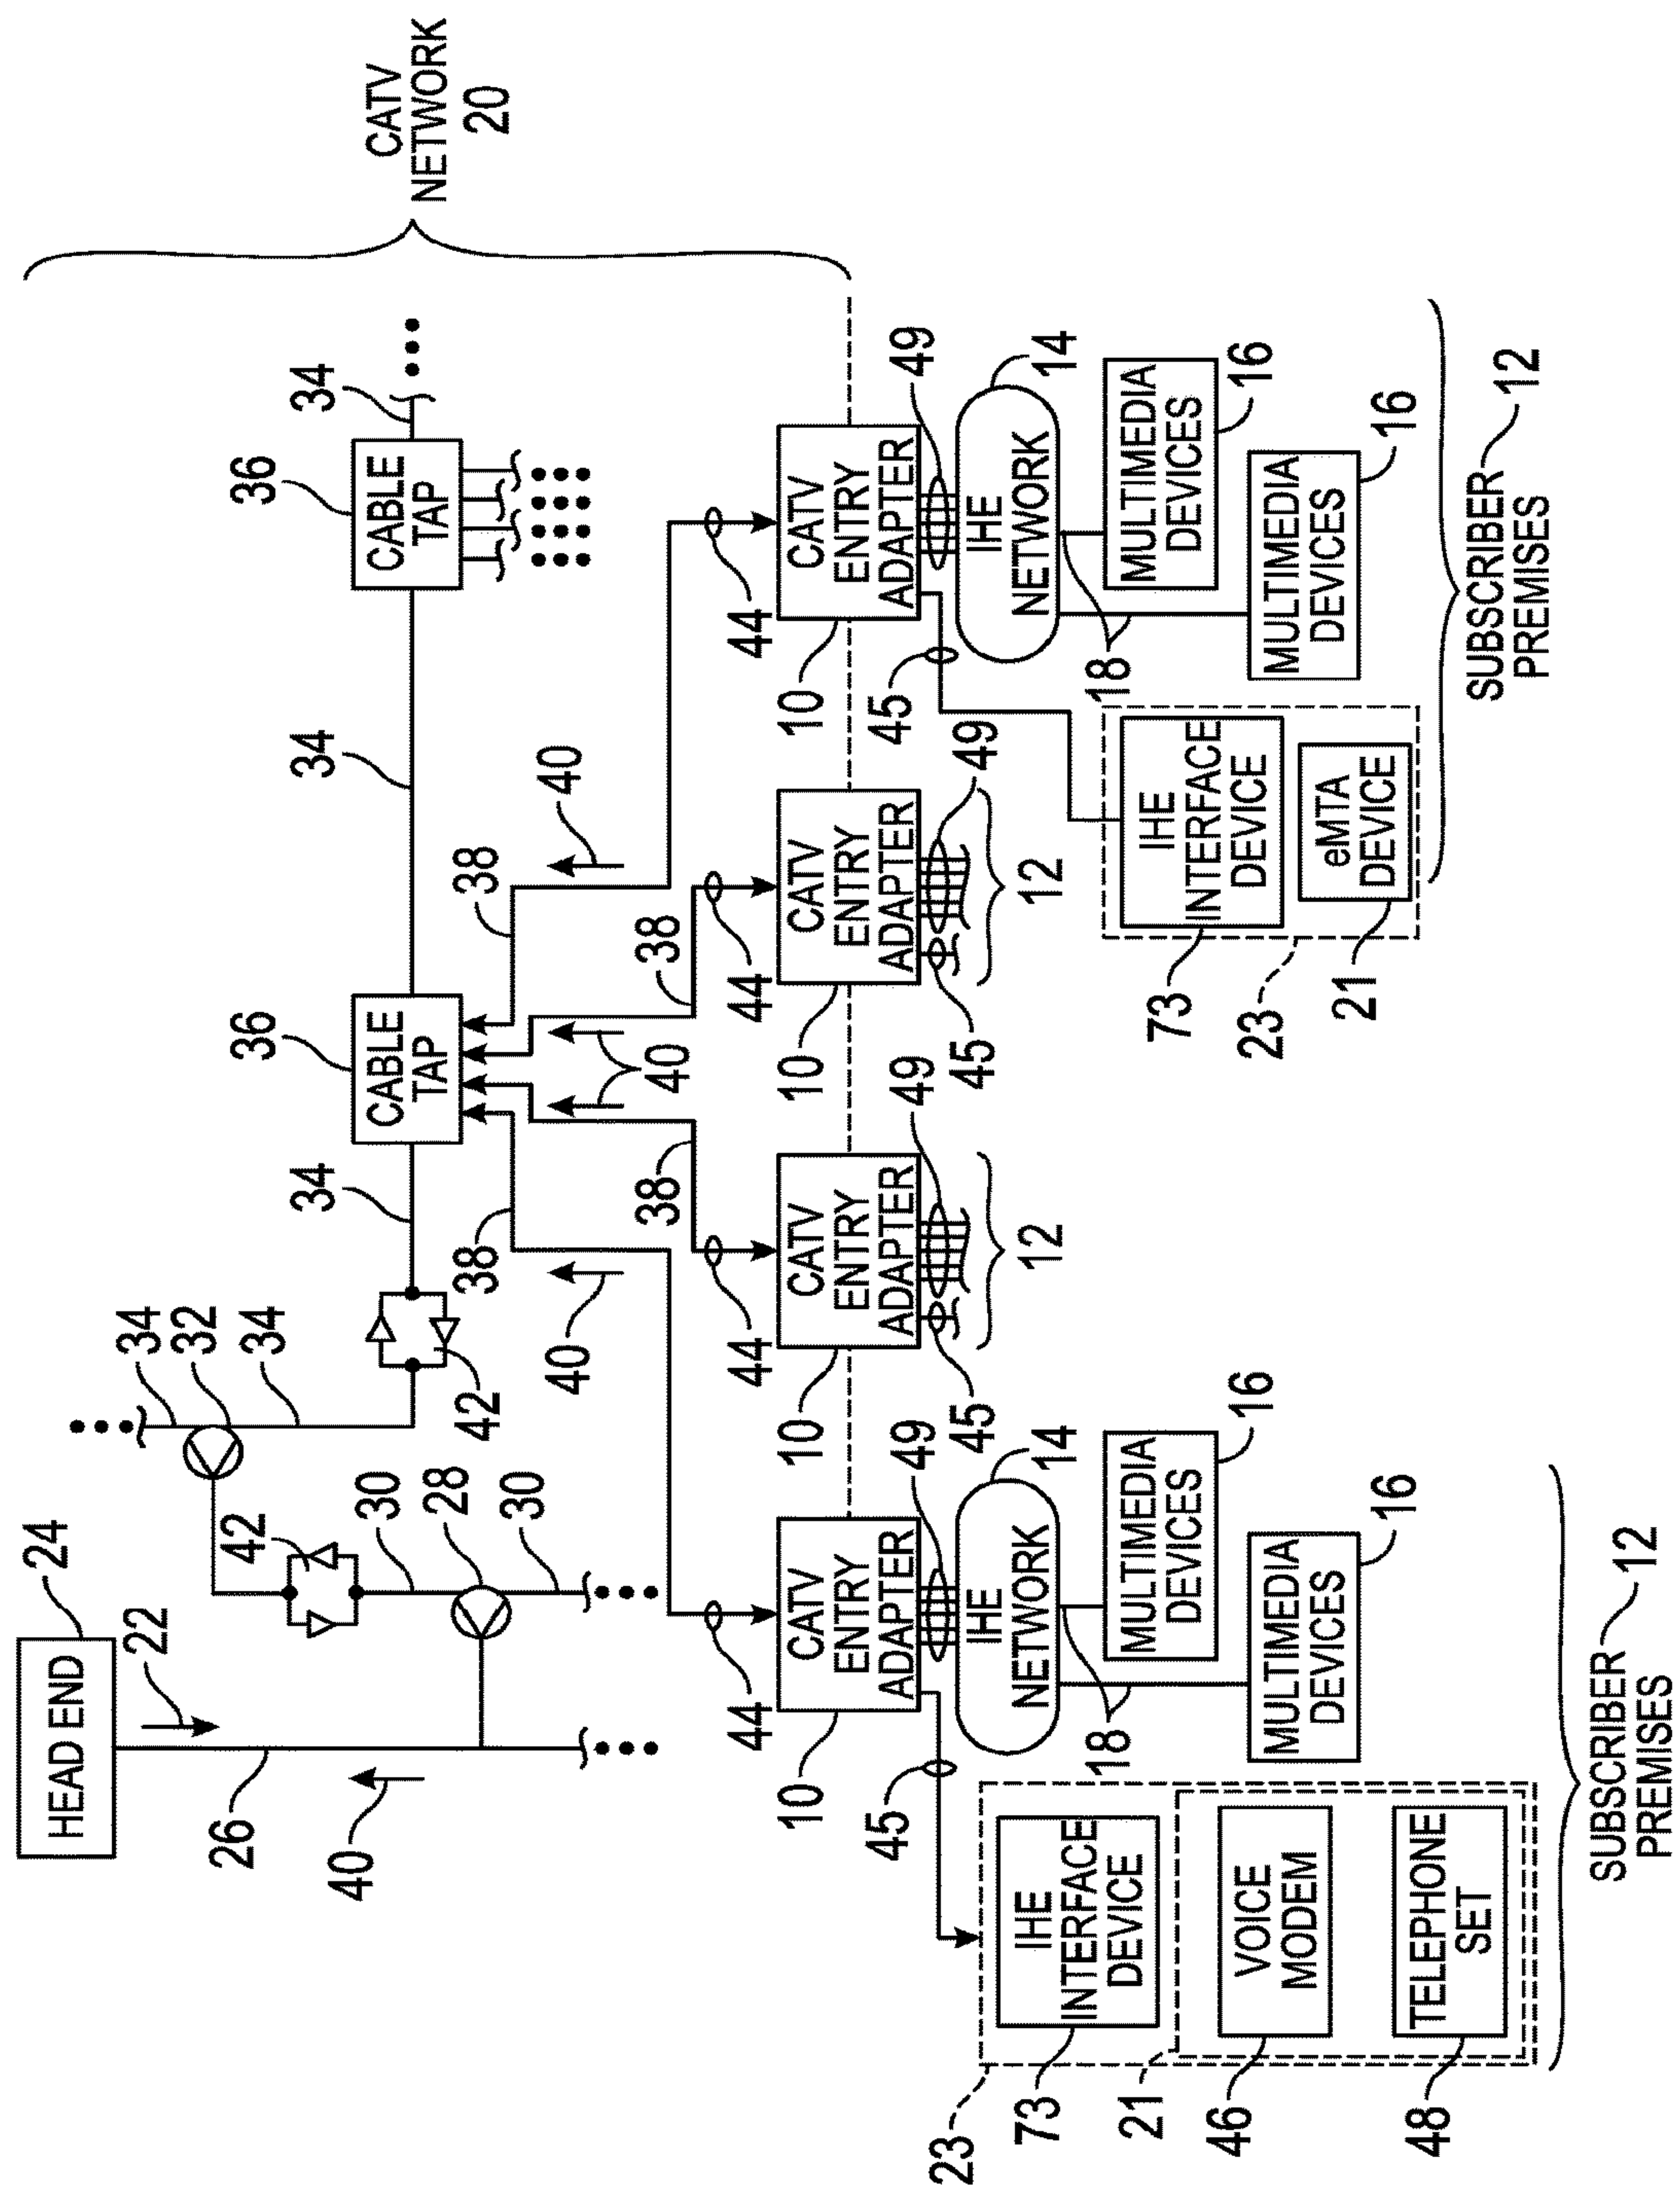 24
HEAD END
22
34
32
26
42
34
36
36
34
34
34
40
30
CABLE
TAP
CABLE
TAP
CATV
NETWORK
20
28
42
38
38
30
40
40
38
40
38
44
44
44
44
10
CATV
ENTRY
ADAPTER
10
CATV
ENTRY
ADAPTER
10
CATV
ENTRY
ADAPTER
10
CATV
ENTRY
ADAPTER
45
49
45
49
45
49
45
49
12
12
IHE
NETWORK
14
IHE
NETWORK
14
23
73
IHE
INTERFACE
DEVICE
18
MULTIMEDIA
DEVICES
16
MULTIMEDIA
DEVICES
16
21
46
VOICE
MODEM
48
TELEPHONE
SET
SUBSCRIBER
PREMISES
12
73
IHE
INTERFACE
DEVICE
23
21
eMTA
DEVICE
18
MULTIMEDIA
DEVICES
16
MULTIMEDIA
DEVICES
16
SUBSCRIBER
PREMISES
12